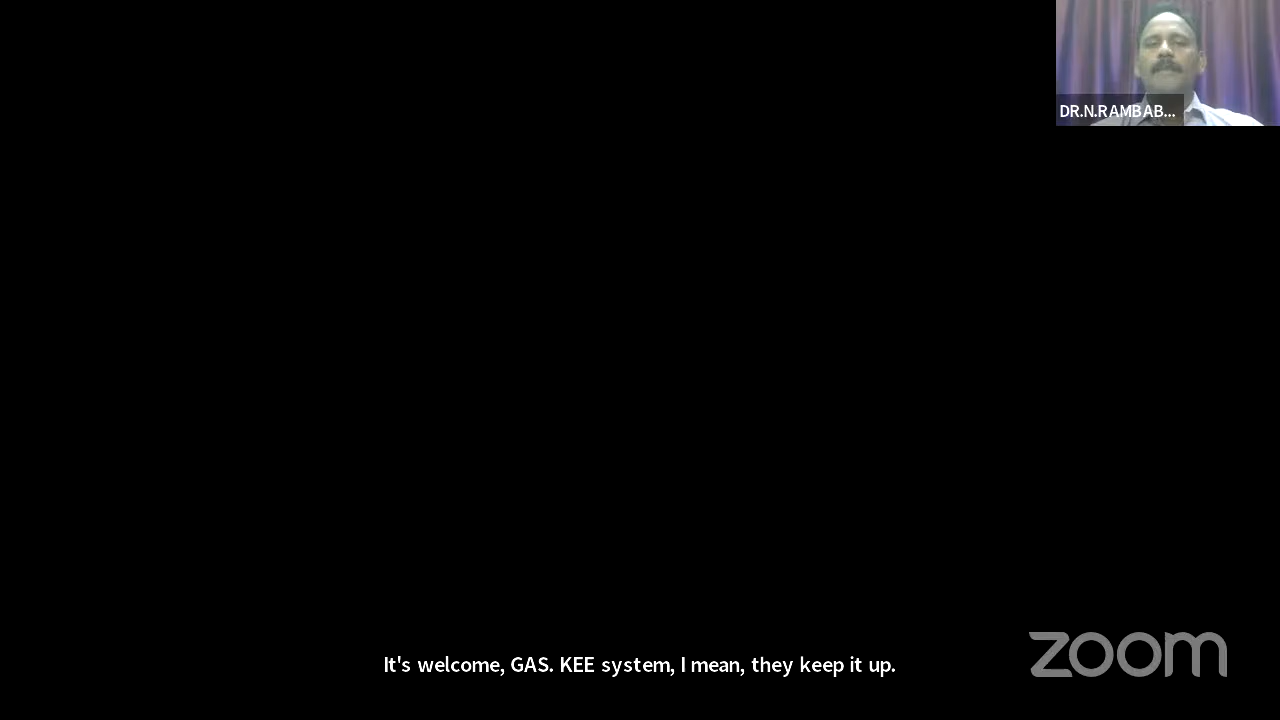 DR.N.RAMBAB...
It's welcome, GAS. KEE system, I mean, they keep it up.
zoom